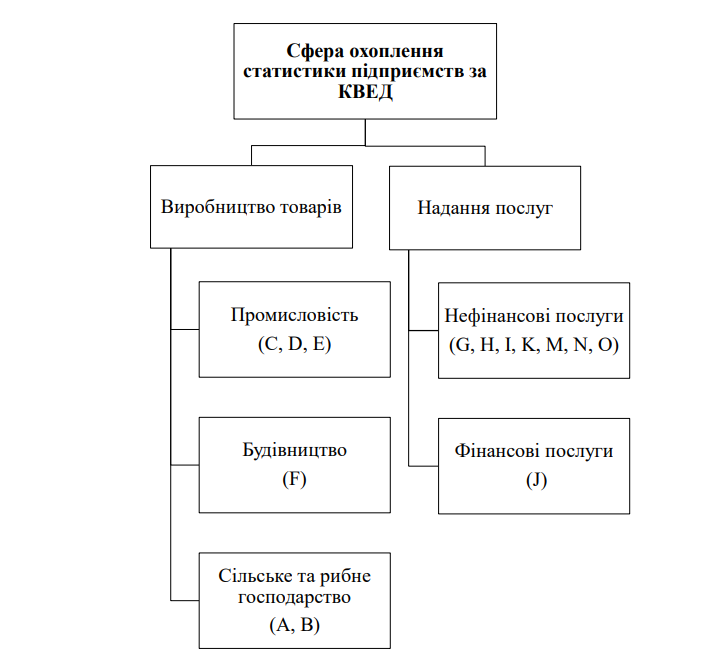 Сфера охоплення
статистики підприємств за
КВЕД
Виробництво товарів
Надання послуг
Промисловість
(C, D, E)
Нефінансові послуги
(G, H, I, K, M, N, O)
Будівництво
(F)
Фінансові послуги
(J)
Сільське та рибне
господарство
(A, B)